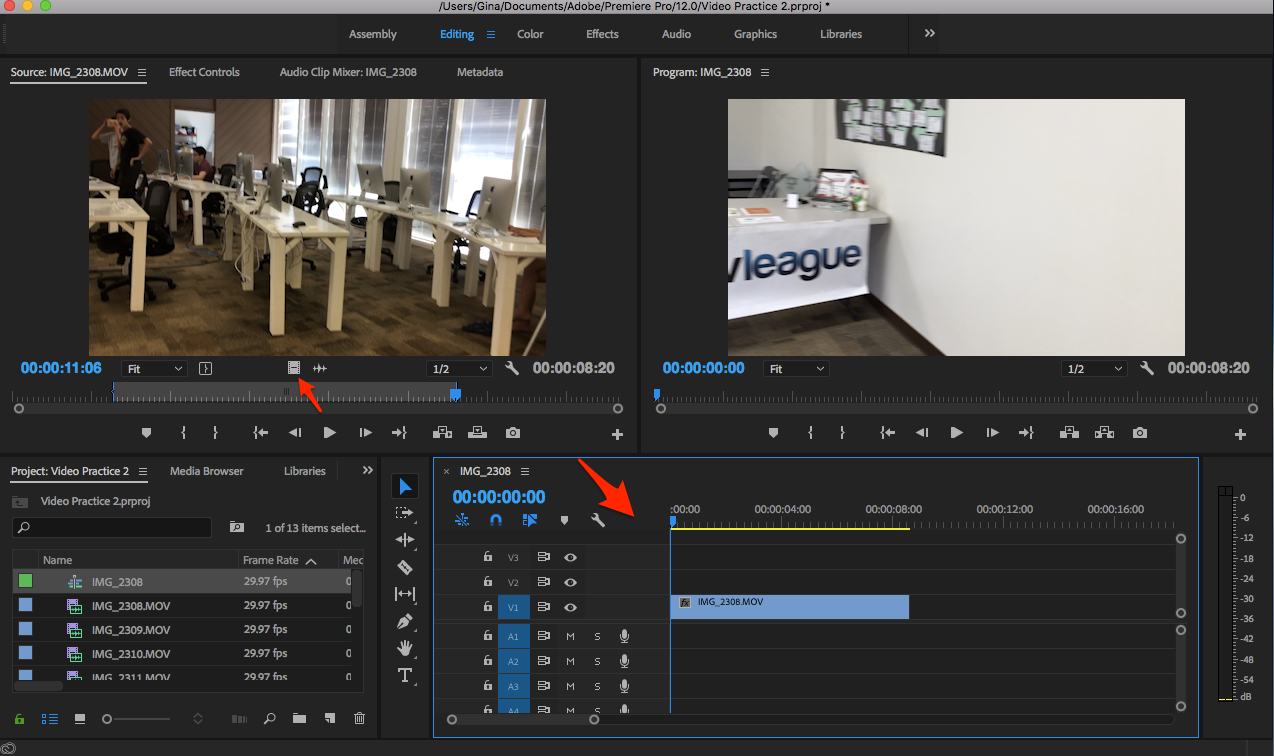 /Users/Gina/Documents/Adobe/Premiere Pro/12.0/Video Practice 2.prproj *
Assembly Editing Color Effects Audio Graphics Libraries
Source: IMG_2308.MOV Effect Controls Audio Clip Mixer: IMG_2308 Metadata
Program: IMG_2308
league
00:00:11:06 Fit 1/2 00:00:08:20
00:00:00:00 Fit 1/2 00:00:08:20
Project: Video Practice 2 Media Browser Libraries
Video Practice 2.prproj
1 of 13 items select...
Name Frame Rate Mec
IMG_2308 29.97 fps 0
IMG_2308.MOV 29.97 fps 0
IMG_2309.MOV 29.97 fps 0
IMG_2310.MOV 29.97 fps 0
IMG_2311.MOV 29.97 fps 0
T
× IMG_2308
00:00:00:00
:00:00 00:00:04:00 00:00:08:00 00:00:12:00 00:00:16:00
V3
V2
V1 fx IMG_2308.MOV
A1 M S
A2 M S
A3 M S
A4 M S
0
-6
-12
-18
-24
-30
-36
-42
-48
-54
dB